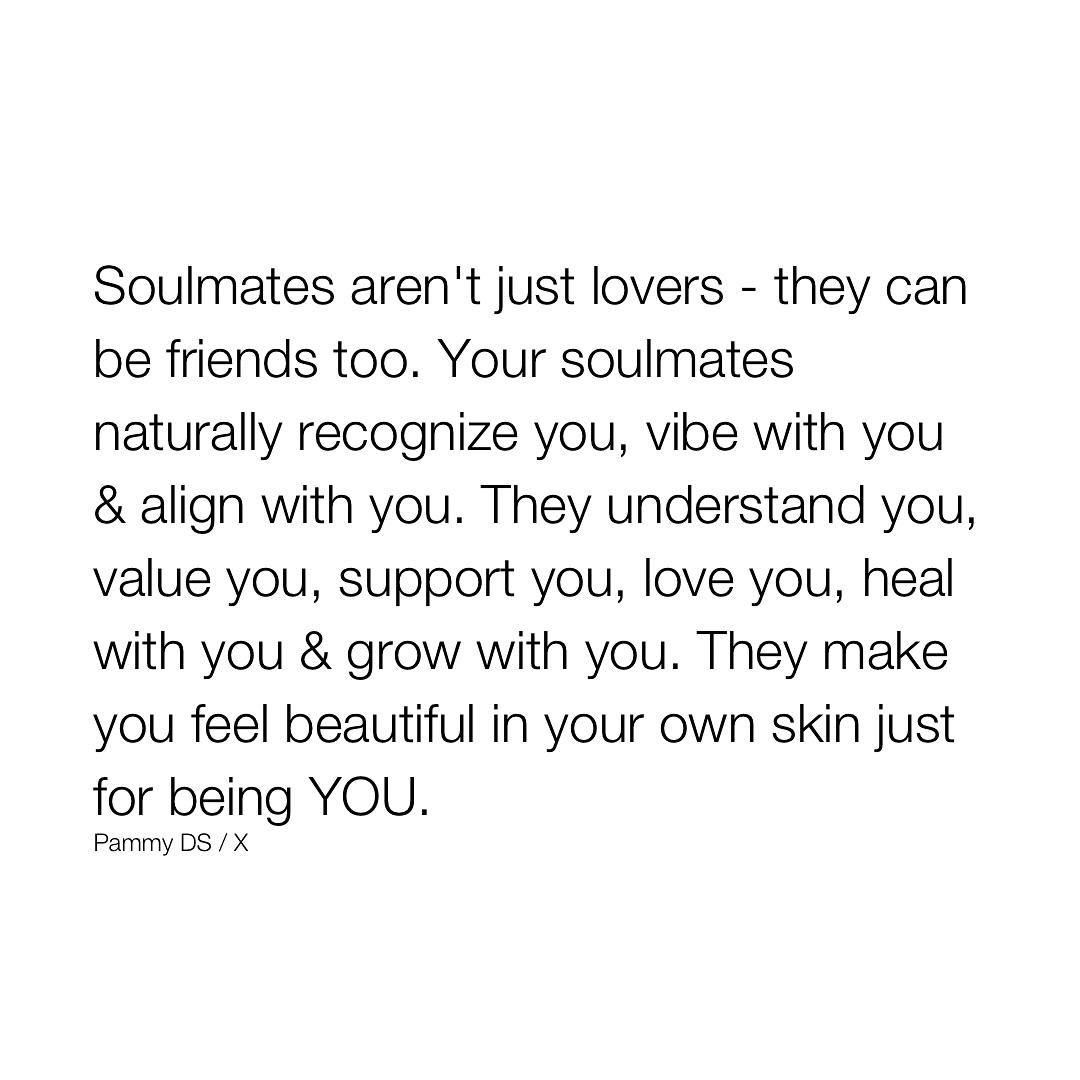 Soulmates aren't just lovers - they can
be friends too. Your soulmates
naturally recognize you, vibe with you
& align with you. They understand you,
value you, support you, love you, heal
with you & grow with you. They make
you feel beautiful in your own skin just
for being YOU.
Pammy DS / X